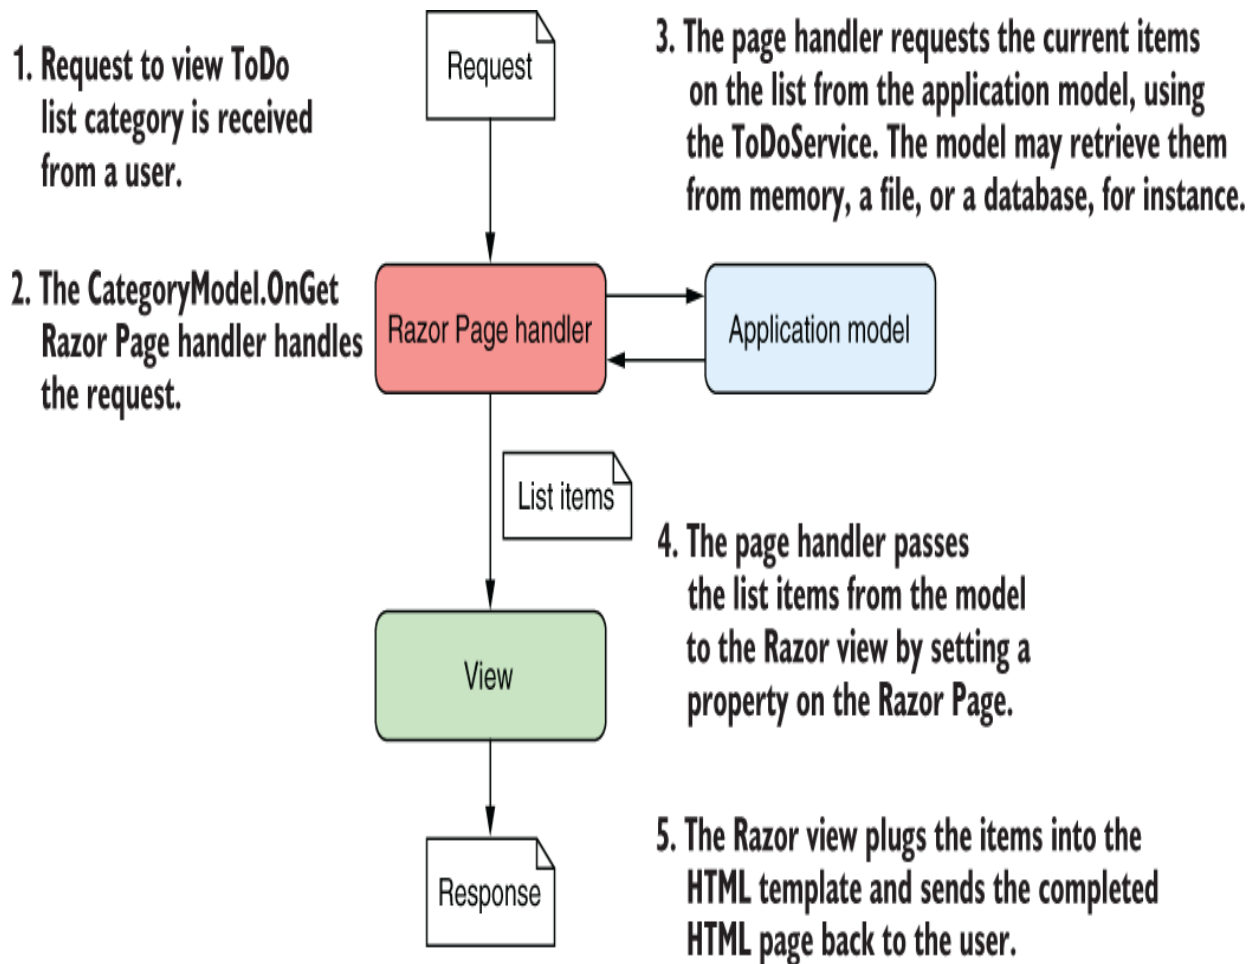 1. Request to view ToDo
list category is received
from a user.
Request
3. The page handler requests the current items
on the list from the application model, using
the ToDoService. The model may retrieve them
from memory, a file, or a database, for instance.
2. The CategoryModel.OnGet
Razor Page handler handles
the request.
Razor Page handler
Application model
List items
4. The page handler passes
the list items from the model
to the Razor view by setting a
property on the Razor Page.
View
5. The Razor view plugs the items into the
HTML template and sends the completed
HTML page back to the user.
Response